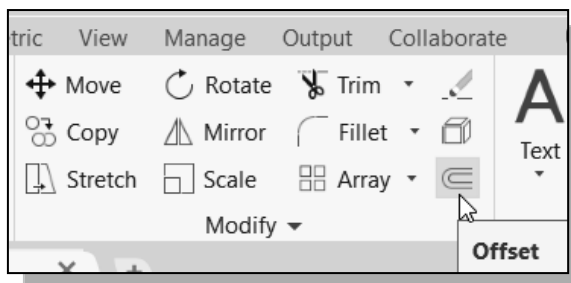 tric View Manage Output Collaborate
Move Rotate Trim
Copy Mirror Fillet
Stretch Scale Array
A
Text
Modify
Offset